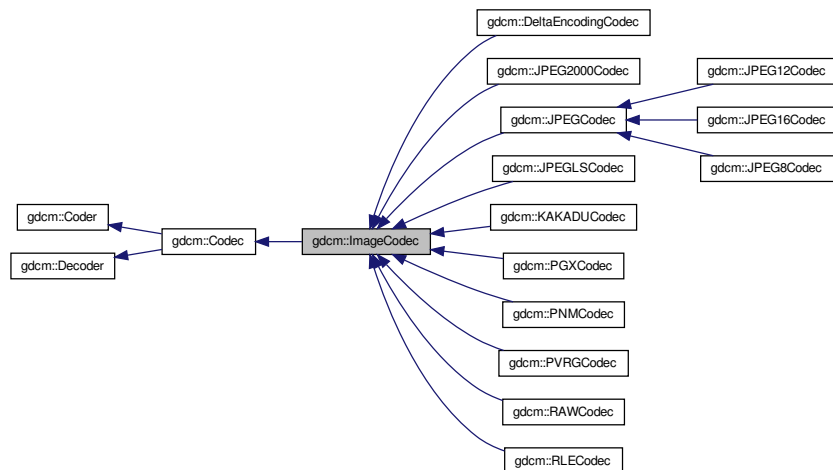 gdcm::DeltaEncodingCodec
gdcm::JPEG2000Codec
gdcm::JPEG12Codec
gdcm::JPEGCodec
gdcm::JPEG16Codec
gdcm::JPEGLSCodec
gdcm::JPEG8Codec
gdcm::Coder
gdcm::KAKADUCodec
gdcm::Codec
gdcm::ImageCodec
gdcm::Decoder
gdcm::PGXCodec
gdcm::PNMCodec
gdcm::PVRGCodec
gdcm::RAWCodec
gdcm::RLECodec